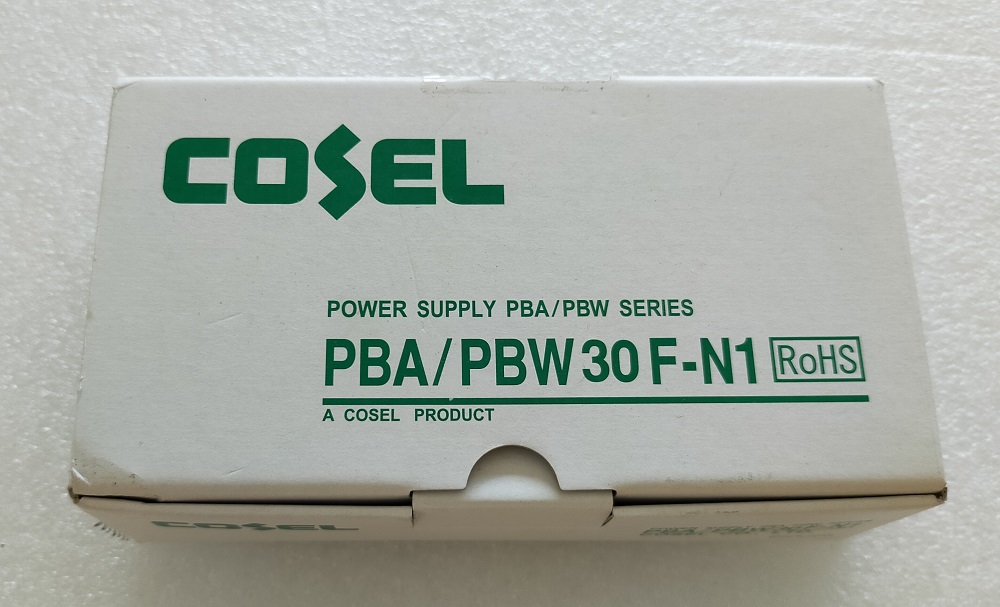 COSEL
POWER SUPPLY PBA/PBW SERIES
PBA/PBW30F-N1 RoHS
A COSEL PRODUCT
COSEL